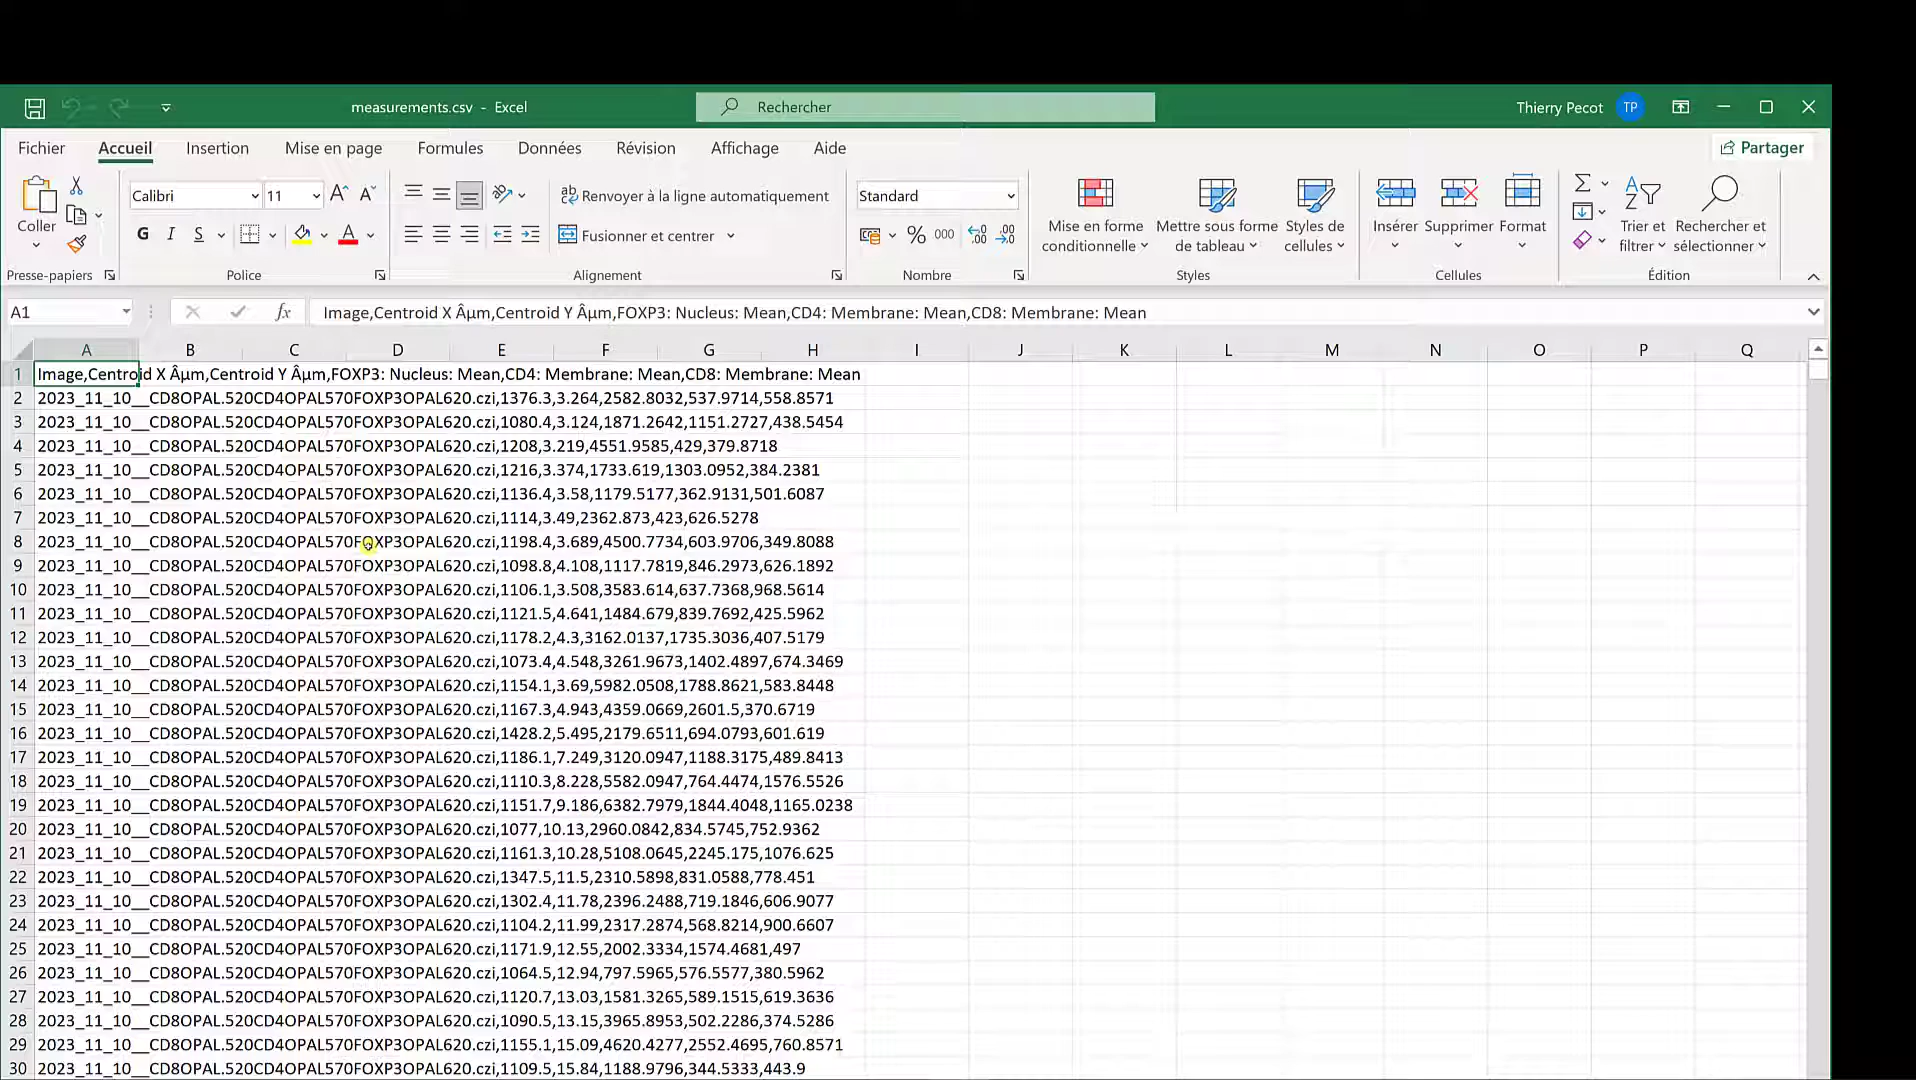 measurements.csv - Excel
Rechercher
Thierry Pecot TP
Fichier Accueil Insertion Mise en page Formules Données Révision Affichage Aide Partager
Coller
Presse-papiers
Calibri 11
G I S
Police
Renvoyer à la ligne automatiquement
Fusionner et centrer
Alignement
Standard
% 000
Nombre
Mise en forme conditionnelle
Mettre sous forme de tableau
Styles de cellules
Styles
Insérer Supprimer Format
Cellules
Trier et filtrer
Rechercher et sélectionner
Édition
A1 fx Image,Centroid X Âµm,Centroid Y Âµm,FOXP3: Nucleus: Mean,CD4: Membrane: Mean,CD8: Membrane: Mean
A B C D E F G H I J K L M N O P Q
1 Image,Centroid X Âµm,Centroid Y Âµm,FOXP3: Nucleus: Mean,CD4: Membrane: Mean,CD8: Membrane: Mean
2 2023_11_10__CD8OPAL.520CD4OPAL570FOXP3OPAL620.czi,1376.3,3.264,2582.8032,537.9714,558.8571
3 2023_11_10__CD8OPAL.520CD4OPAL570FOXP3OPAL620.czi,1080.4,3.124,1871.2642,1151.2727,438.5454
4 2023_11_10__CD8OPAL.520CD4OPAL570FOXP3OPAL620.czi,1208,3.219,4551.9585,429,379.8718
5 2023_11_10__CD8OPAL.520CD4OPAL570FOXP3OPAL620.czi,1216,3.374,1733.619,1303.0952,384.2381
6 2023_11_10__CD8OPAL.520CD4OPAL570FOXP3OPAL620.czi,1136.4,3.58,1179.5177,362.9131,501.6087
7 2023_11_10__CD8OPAL.520CD4OPAL570FOXP3OPAL620.czi,1114,3.49,2362.873,423,626.5278
8 2023_11_10__CD8OPAL.520CD4OPAL570FOXP3OPAL620.czi,1198.4,3.689,4500.7734,603.9706,349.8088
9 2023_11_10__CD8OPAL.520CD4OPAL570FOXP3OPAL620.czi,1098.8,4.108,1117.7819,846.2973,626.1892
10 2023_11_10__CD8OPAL.520CD4OPAL570FOXP3OPAL620.czi,1106.1,3.508,3583.614,637.7368,968.5614
11 2023_11_10__CD8OPAL.520CD4OPAL570FOXP3OPAL620.czi,1121.5,4.641,1484.679,839.7692,425.5962
12 2023_11_10__CD8OPAL.520CD4OPAL570FOXP3OPAL620.czi,1178.2,4.3,3162.0137,1735.3036,407.5179
13 2023_11_10__CD8OPAL.520CD4OPAL570FOXP3OPAL620.czi,1073.4,4.548,3261.9673,1402.4897,674.3469
14 2023_11_10__CD8OPAL.520CD4OPAL570FOXP3OPAL620.czi,1154.1,3.69,5982.0508,1788.8621,583.8448
15 2023_11_10__CD8OPAL.520CD4OPAL570FOXP3OPAL620.czi,1167.3,4.943,4359.0669,2601.5,370.6719
16 2023_11_10__CD8OPAL.520CD4OPAL570FOXP3OPAL620.czi,1428.2,5.495,2179.6511,694.0793,601.619
17 2023_11_10__CD8OPAL.520CD4OPAL570FOXP3OPAL620.czi,1186.1,7.249,3120.0947,1188.3175,489.8413
18 2023_11_10__CD8OPAL.520CD4OPAL570FOXP3OPAL620.czi,1110.3,8.228,5582.0947,764.4474,1576.5526
19 2023_11_10__CD8OPAL.520CD4OPAL570FOXP3OPAL620.czi,1151.7,9.186,6382.7979,1844.4048,1165.0238
20 2023_11_10__CD8OPAL.520CD4OPAL570FOXP3OPAL620.czi,1077,10.13,2960.0842,834.5745,752.9362
21 2023_11_10__CD8OPAL.520CD4OPAL570FOXP3OPAL620.czi,1161.3,10.28,5108.0645,2245.175,1076.625
22 2023_11_10__CD8OPAL.520CD4OPAL570FOXP3OPAL620.czi,1347.5,11.5,2310.5898,831.0588,778.451
23 2023_11_10__CD8OPAL.520CD4OPAL570FOXP3OPAL620.czi,1302.4,11.78,2396.2488,719.1846,606.9077
24 2023_11_10__CD8OPAL.520CD4OPAL570FOXP3OPAL620.czi,1104.2,11.99,2317.2874,568.8214,900.6607
25 2023_11_10__CD8OPAL.520CD4OPAL570FOXP3OPAL620.czi,1171.9,12.55,2002.3334,1574.4681,497
26 2023_11_10__CD8OPAL.520CD4OPAL570FOXP3OPAL620.czi,1064.5,12.94,797.5965,576.5577,380.5962
27 2023_11_10__CD8OPAL.520CD4OPAL570FOXP3OPAL620.czi,1120.7,13.03,1581.3265,589.1515,619.3636
28 2023_11_10__CD8OPAL.520CD4OPAL570FOXP3OPAL620.czi,1090.5,13.15,3965.8953,502.2286,374.5286
29 2023_11_10__CD8OPAL.520CD4OPAL570FOXP3OPAL620.czi,1155.1,15.09,4620.4277,2552.4695,760.8571
30 2023_11_10__CD8OPAL.520CD4OPAL570FOXP3OPAL620.czi,1109.5,15.84,1188.9796,344.5333,443.9